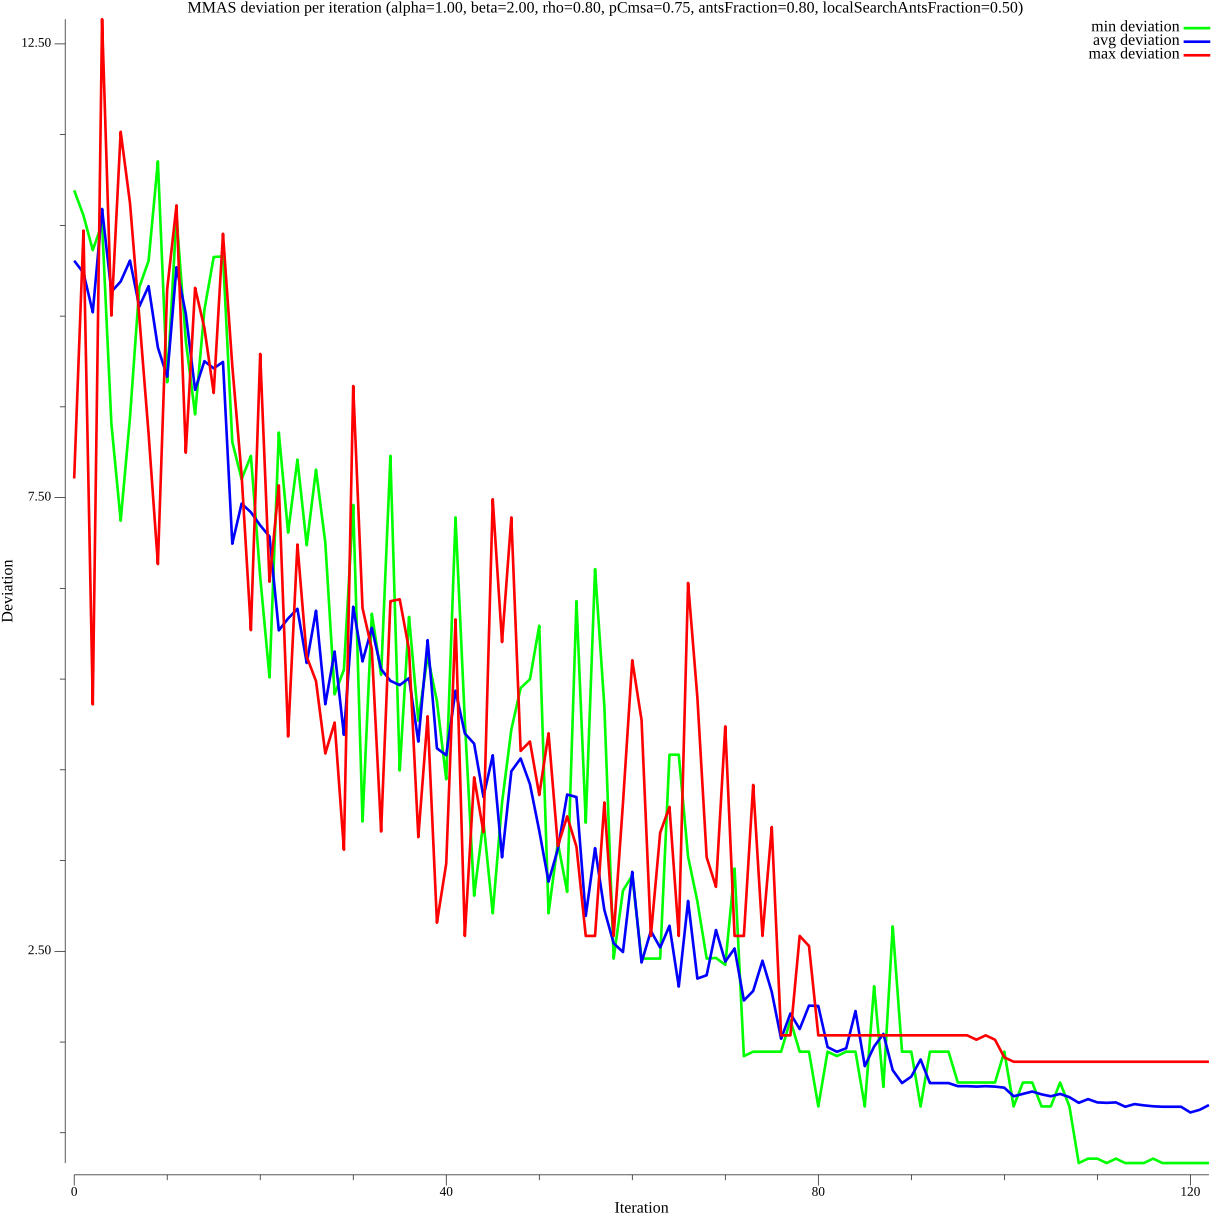 MMAS deviation per iteration (alpha=1.00, beta=2.00, rho=0.80, pCmsa=0.75, antsFraction=0.80, localSearchAntsFraction=0.50)
min deviation
avg deviation
max deviation
12.50
7.50
2.50
Deviation
0
40
80
120
Iteration